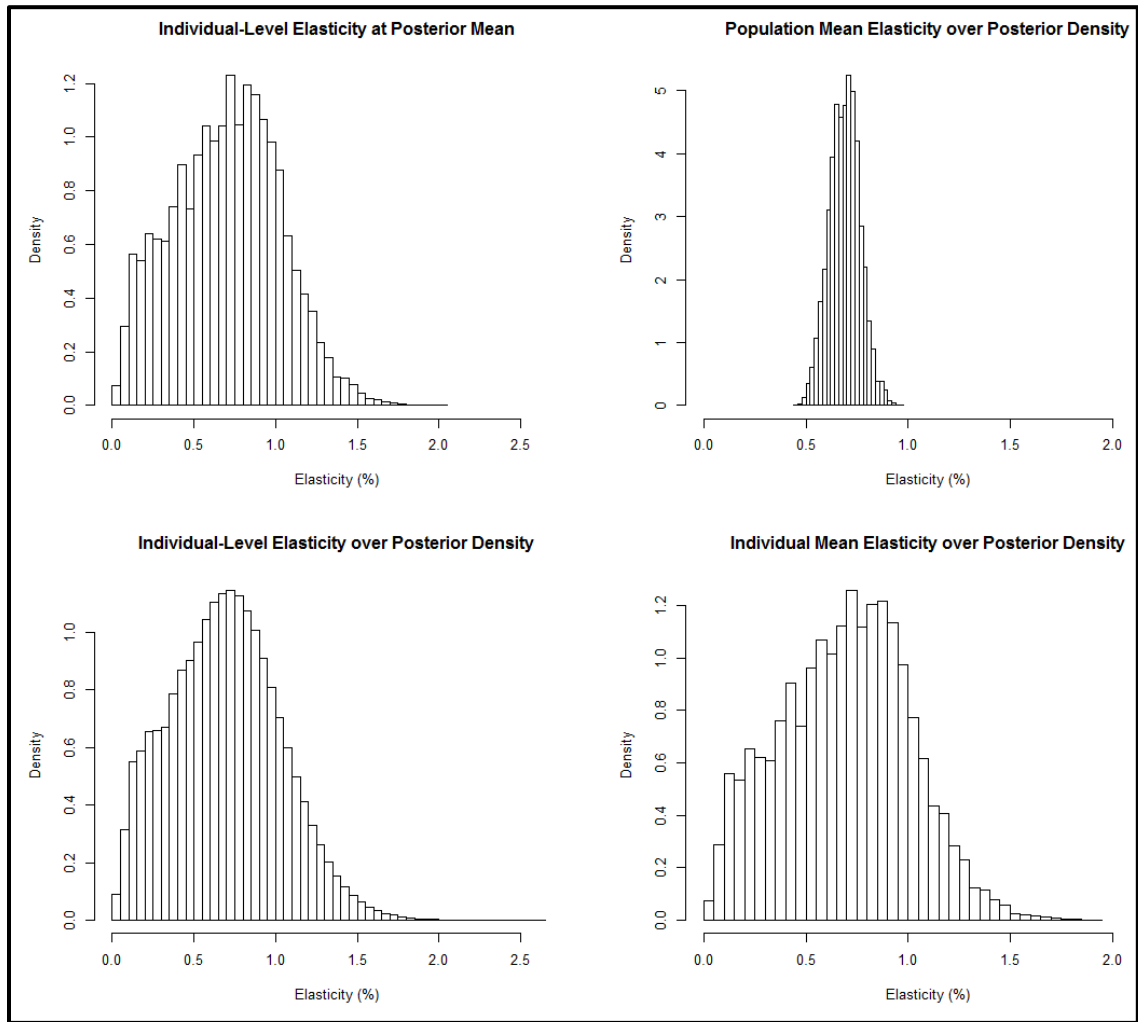 Individual-Level Elasticity at Posterior Mean
Density
0.0 0.2 0.4 0.6 0.8 1.0 1.2
0.0 0.5 1.0 1.5 2.0 2.5
Elasticity (%)
Population Mean Elasticity over Posterior Density
Density
0 1 2 3 4 5
0.0 0.5 1.0 1.5 2.0
Elasticity (%)
Individual-Level Elasticity over Posterior Density
Density
0.0 0.2 0.4 0.6 0.8 1.0
0.0 0.5 1.0 1.5 2.0 2.5
Elasticity (%)
Individual Mean Elasticity over Posterior Density
Density
0.0 0.2 0.4 0.6 0.8 1.0 1.2
0.0 0.5 1.0 1.5 2.0
Elasticity (%)